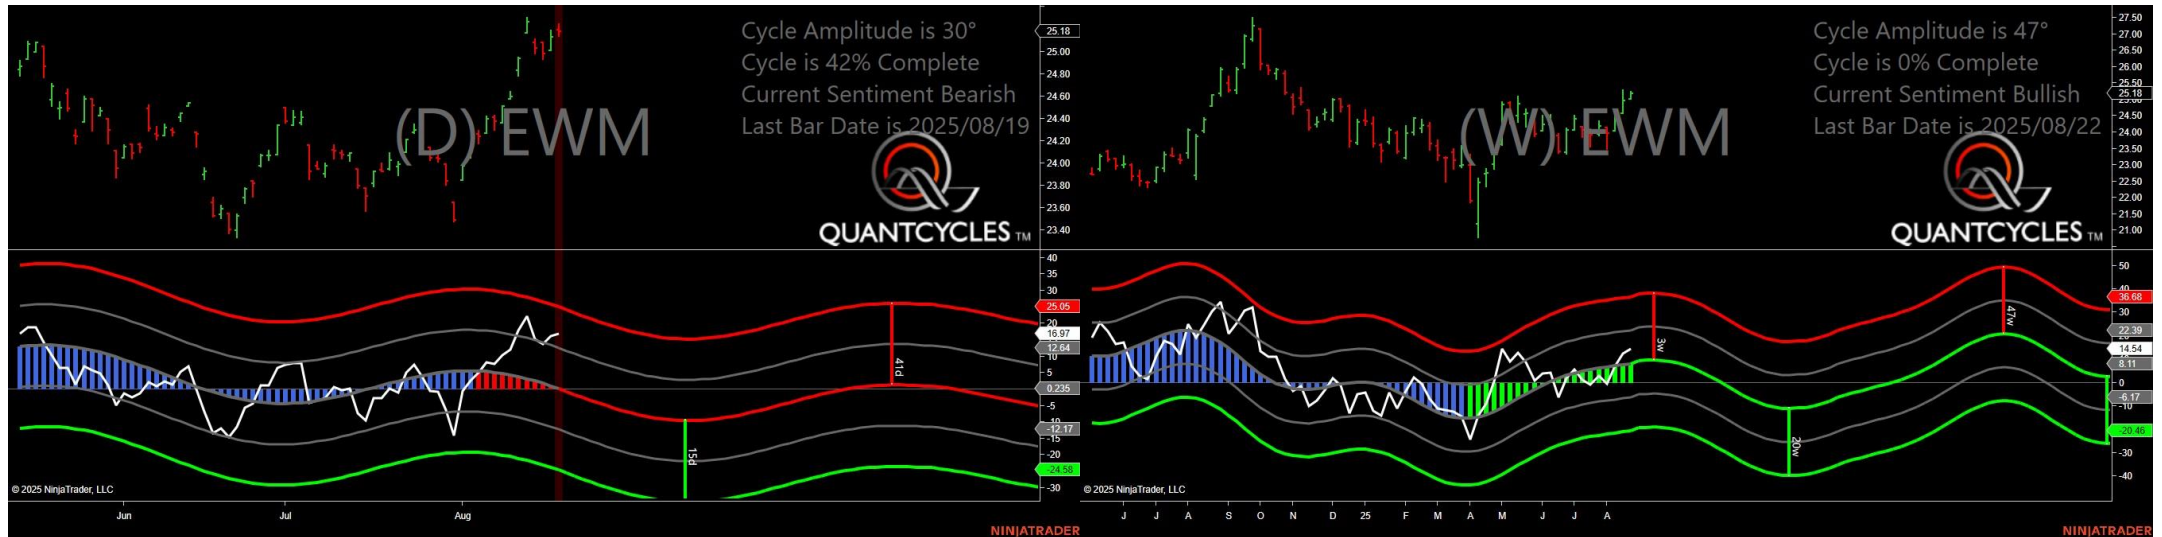 Cycle Amplitude is 30°
Cycle is 42% Complete
Current Sentiment Bearish
Last Bar Date is 2025/08/19
(D) EWM
QUANTCYCLES TM
25.18
25.00
24.80
24.60
24.40
24.20
24.00
23.80
23.60
23.40
40
35
30
25.05
20
16.97
12.64
10
5
0.235
-5
-12.17
-15
-20
-24.58
-30
41d
15d
© 2025 NinjaTrader, LLC
Jun
Jul
Aug
NINJATRADER
Cycle Amplitude is 47°
Cycle is 0% Complete
Current Sentiment Bullish
Last Bar Date is 2025/08/22
(W) EWM
QUANTCYCLES TM
27.50
27.00
26.50
26.00
25.50
25.18
25.00
24.50
24.00
23.50
23.00
22.50
22.00
21.50
21.00
50
36.68
30
22.39
14.54
8.11
0
-6.17
-10
-20.46
-30
-40
3w
20w
47w
© 2025 NinjaTrader, LLC
J
J
A
S
O
N
D
25
F
M
A
M
J
J
A
NINJATRADER